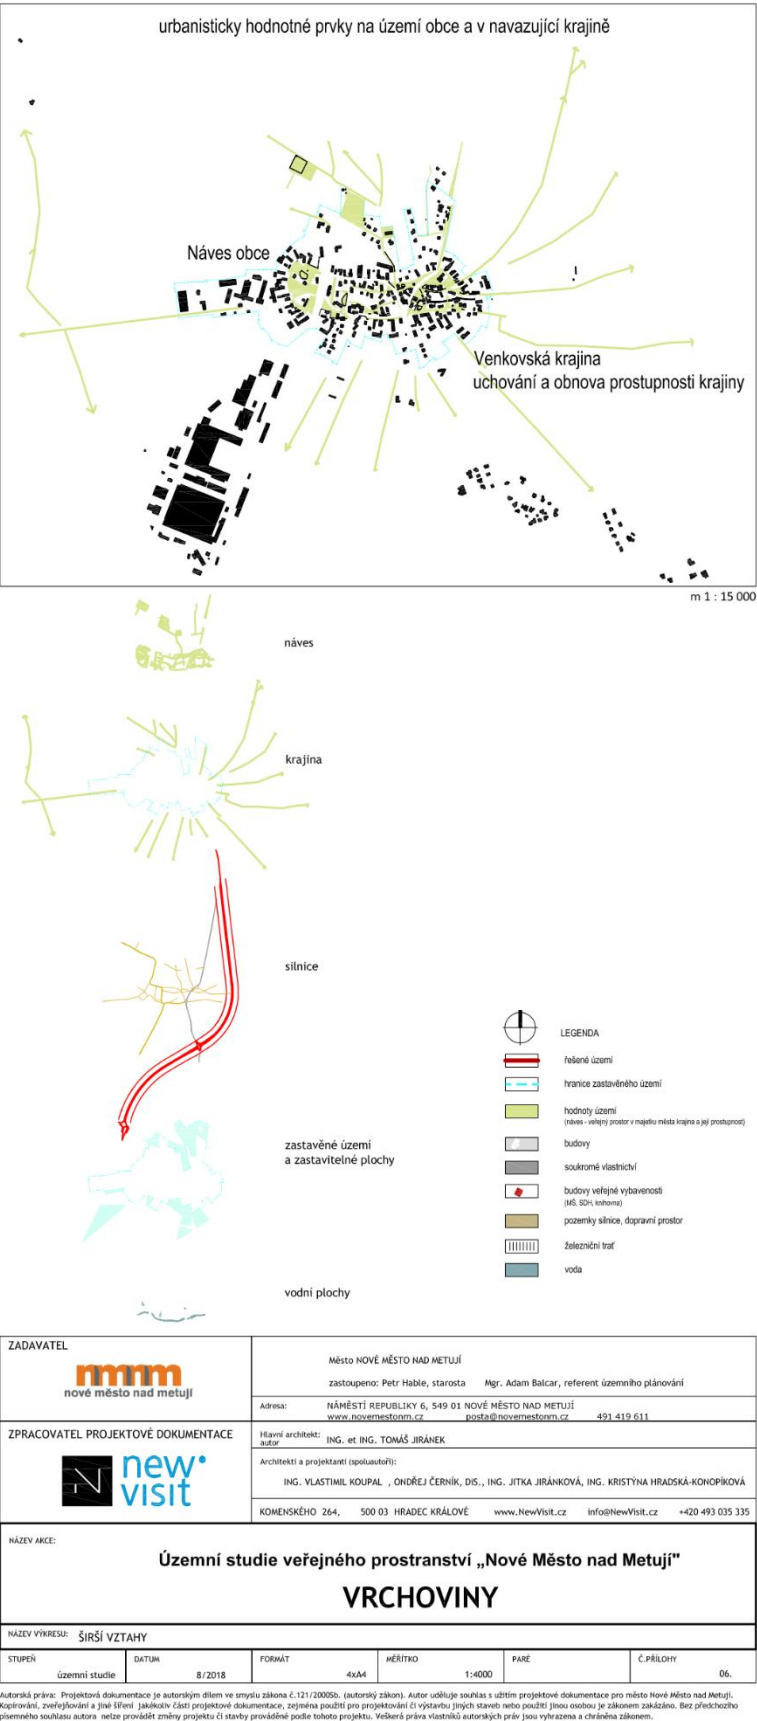 urbanisticky hodnotné prvky na území obce a v navazující krajině
Náves obce
Venkovská krajina
uchování a obnova prostupnosti krajiny
m 1 : 15 000
náves
krajina
silnice
zastavěné území
a zastavitelné plochy
vodní plochy
LEGENDA
řešené území
hranice zastavěného území
hodnoty území
(náves - veřejný prostor v majetku města krajina a její prostupnost)
budovy
soukromé vlastnictví
budovy veřejné vybavenosti
(MŠ, SDH, knihovna)
pozemky silnice, dopravní prostor
železniční trať
voda
ZADAVATEL
nmnm
nové město nad metují
Město NOVÉ MĚSTO NAD METUJÍ
zastoupeno: Petr Hable, starosta Mgr. Adam Balcar, referent územního plánování
Adresa: NÁMĚSTÍ REPUBLIKY 6, 549 01 NOVÉ MĚSTO NAD METUJÍ
www.novemestonm.cz posta@novemestonm.cz 491 419 611
ZPRACOVATEL PROJEKTOVÉ DOKUMENTACE
new
visit
Hlavní architekt:
autor ING. et ING. TOMÁŠ JIRÁNEK
Architekti a projektanti (spoluautoři):
ING. VLASTIMIL KOUPAL , ONDŘEJ ČERNÍK, DiS., ING. JITKA JIRÁNKOVÁ, ING. KRISTÝNA HRADSKÁ-KONOPÍKOVÁ
KOMENSKÉHO 264, 500 03 HRADEC KRÁLOVÉ www.NewVisit.cz info@NewVisit.cz +420 493 035 335
NÁZEV AKCE:
Územní studie veřejného prostranství „Nové Město nad Metují"
VRCHOVINY
NÁZEV VÝKRESU: ŠIRŠÍ VZTAHY
STUPEŇ DATUM FORMÁT MĚŘÍTKO PARÉ Č.PŘÍLOHY
územní studie 8/2018 4xA4 1:4000 06.
Autorská práva: Projektová dokumentace je autorským dílem ve smyslu zákona č.121/2000Sb. (autorský zákon). Autor uděluje souhlas s užitím projektové dokumentace pro město Nové Město nad Metují.
Kopírování, zveřejňování a jiné šíření jakékoliv části projektové dokumentace, zejména použití pro projektování či výstavbu jiných staveb nebo použití jinou osobou je zákonem zakázáno. Bez předchozího
písemného souhlasu autora nelze provádět změny projektu či stavby prováděné podle tohoto projektu. Veškerá práva vlastníků autorských práv jsou vyhrazena a chráněna zákonem.